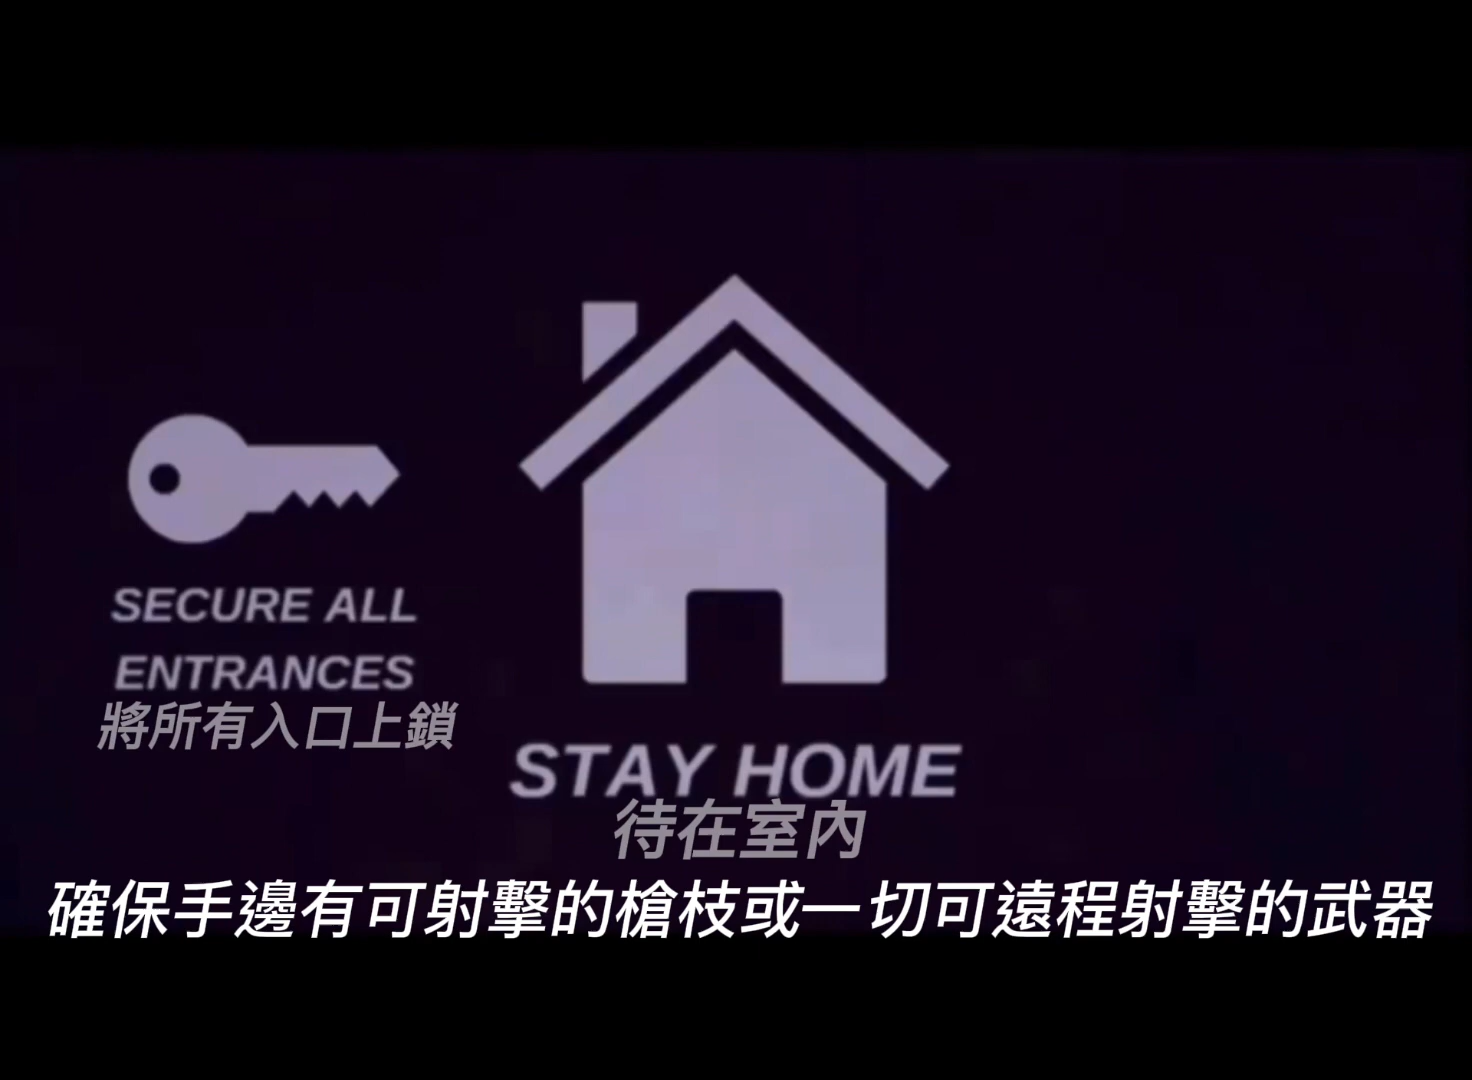 SECURE ALL
ENTRANCES
將所有入口上鎖
STAY HOME
待在室內
確保手邊有可射擊的槍枝或一切可遠程射擊的武器